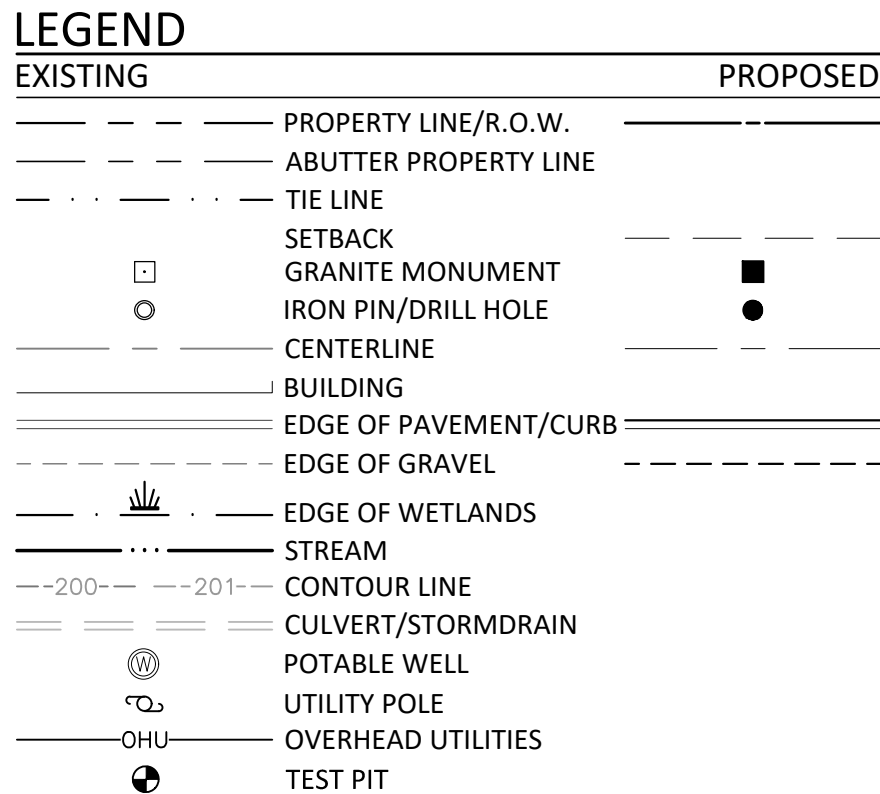 LEGEND
EXISTING PROPOSED
PROPERTY LINE/R.O.W.
ABUTTER PROPERTY LINE
TIE LINE
SETBACK
GRANITE MONUMENT
IRON PIN/DRILL HOLE
CENTERLINE
BUILDING
EDGE OF PAVEMENT/CURB
EDGE OF GRAVEL
EDGE OF WETLANDS
STREAM
200 201 CONTOUR LINE
CULVERT/STORMDRAIN
W POTABLE WELL
UTILITY POLE
OHU OVERHEAD UTILITIES
TEST PIT